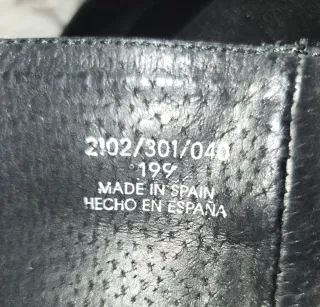 2102/301/040
199
MADE IN SPAIN
HECHO EN ESPAÑA